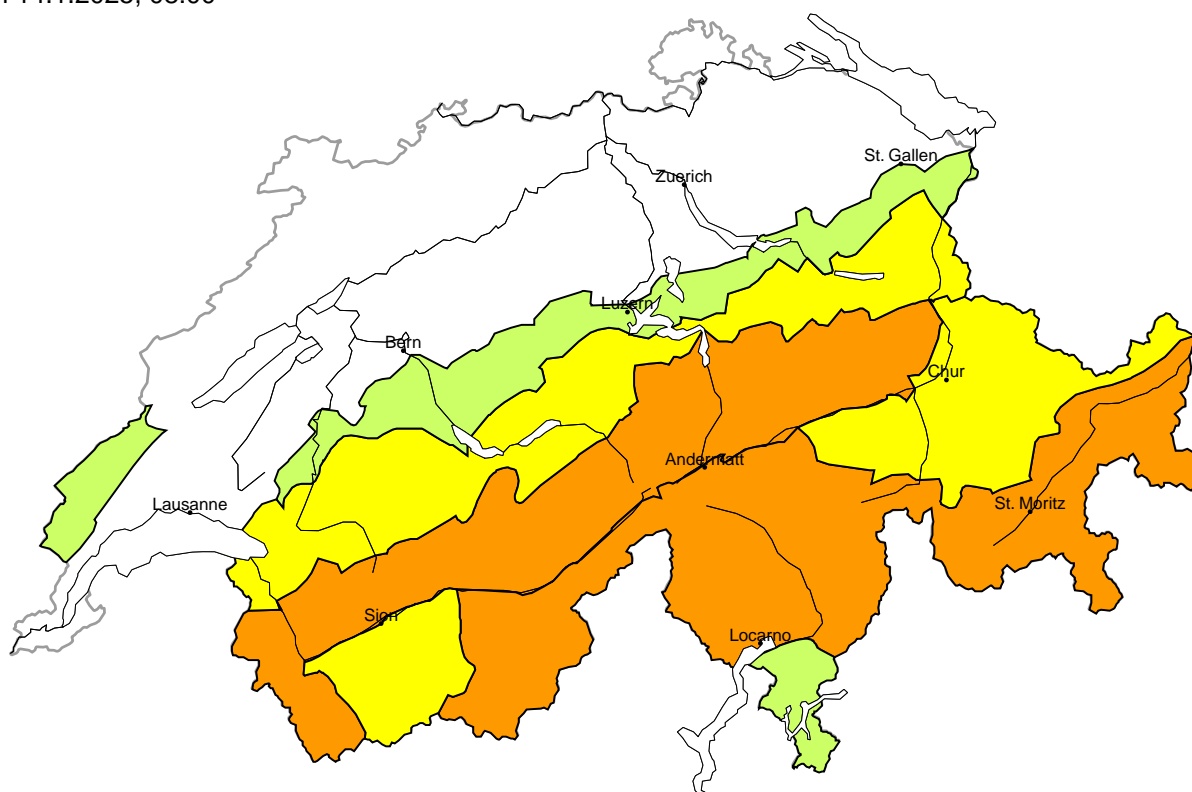 St. Gallen
Zuerich
Luzern
Bern
Chur
Andermatt
Lausanne
St. Moritz
Sion
Locarno